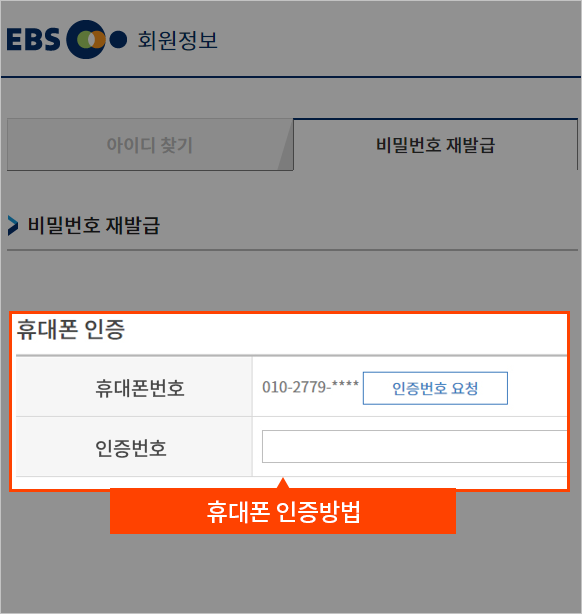 EBS 회원정보
아이디 찾기
비밀번호 재발급
비밀번호 재발급
휴대폰 인증
휴대폰번호 010-2779-**** 인증번호 요청
인증번호
휴대폰 인증방법